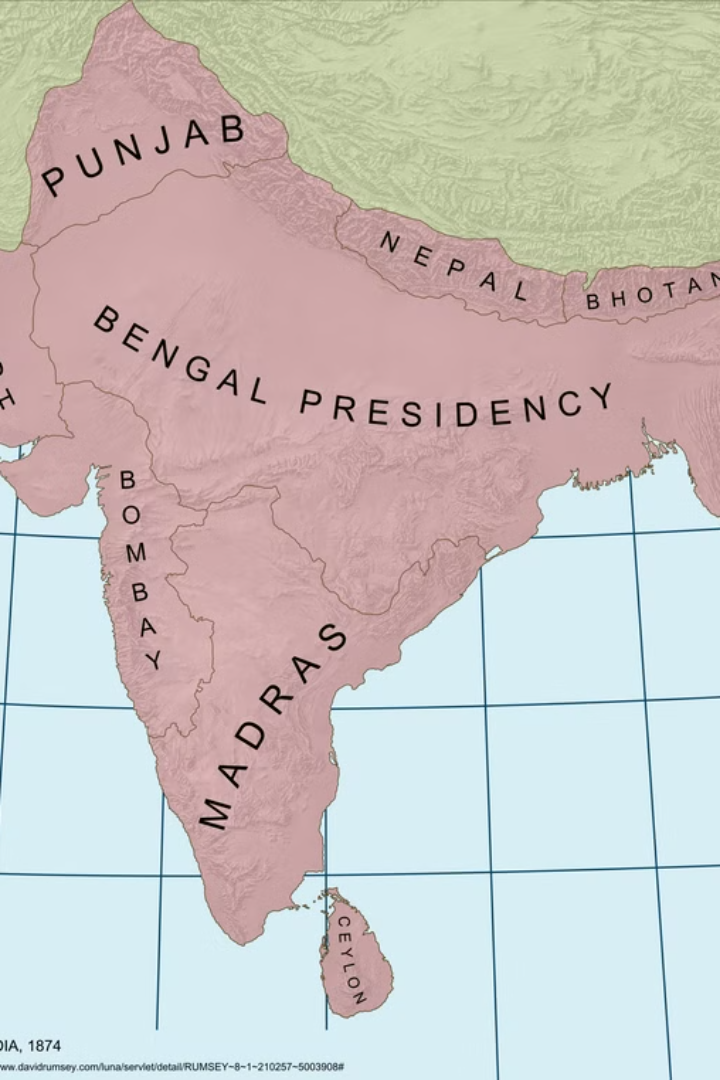 PUNJAB
NEPAL
BHOTAN
BENGAL PRESIDENCY
BOMBAY
MADRAS
CEYLON
DIA, 1874
www.davidrumsey.com/luna/servlet/detail/RUMSEY~8~1~210257~5003908#